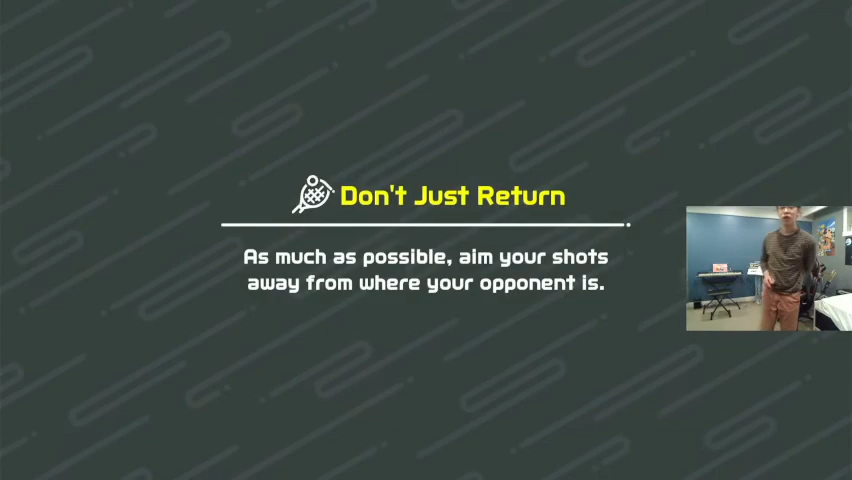 Don't Just Return
As much as possible, aim your shots
away from where your opponent is.